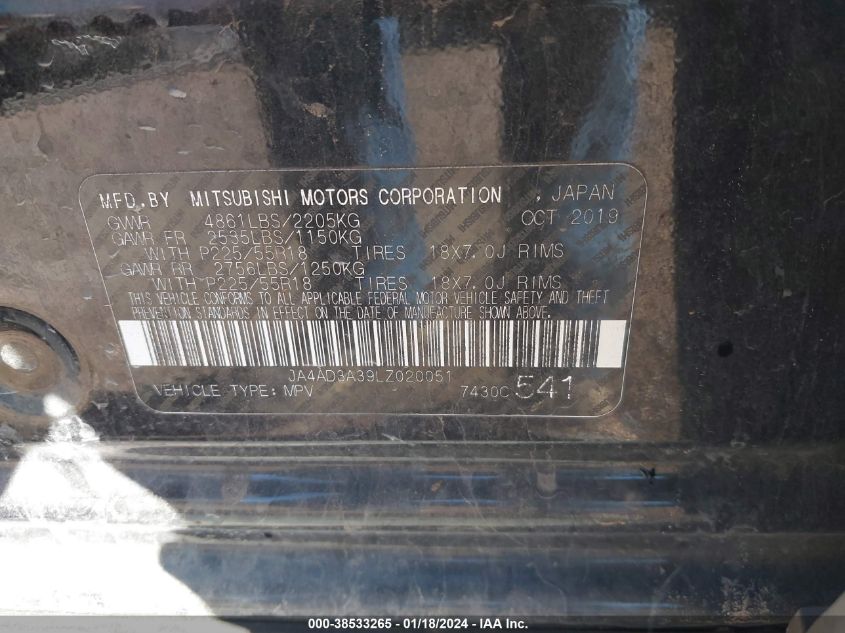 MFD. BY MITSUBISHI MOTORS CORPORATION , JAPAN
GVWR 4861LBS/2205KG OCT 2019
GAWR FR 2535LBS/1150KG
WITH P225/55R18 TIRES 18X7.0J RIMS
GAWR RR 2756LBS/1250KG
WITH P225/55R18 TIRES 18X7.0J RIMS
THIS VEHICLE CONFORMS TO ALL APPLICABLE FEDERAL MOTOR VEHICLE SAFETY AND THEFT
PREVENTION STANDARDS IN EFFECT ON THE DATE OF MANUFACTURE SHOWN ABOVE.
JA4AD3A39LZ020051
VEHICLE TYPE: MPV 7430C 541
000-38533265 - 01/18/2024 - IAA Inc.